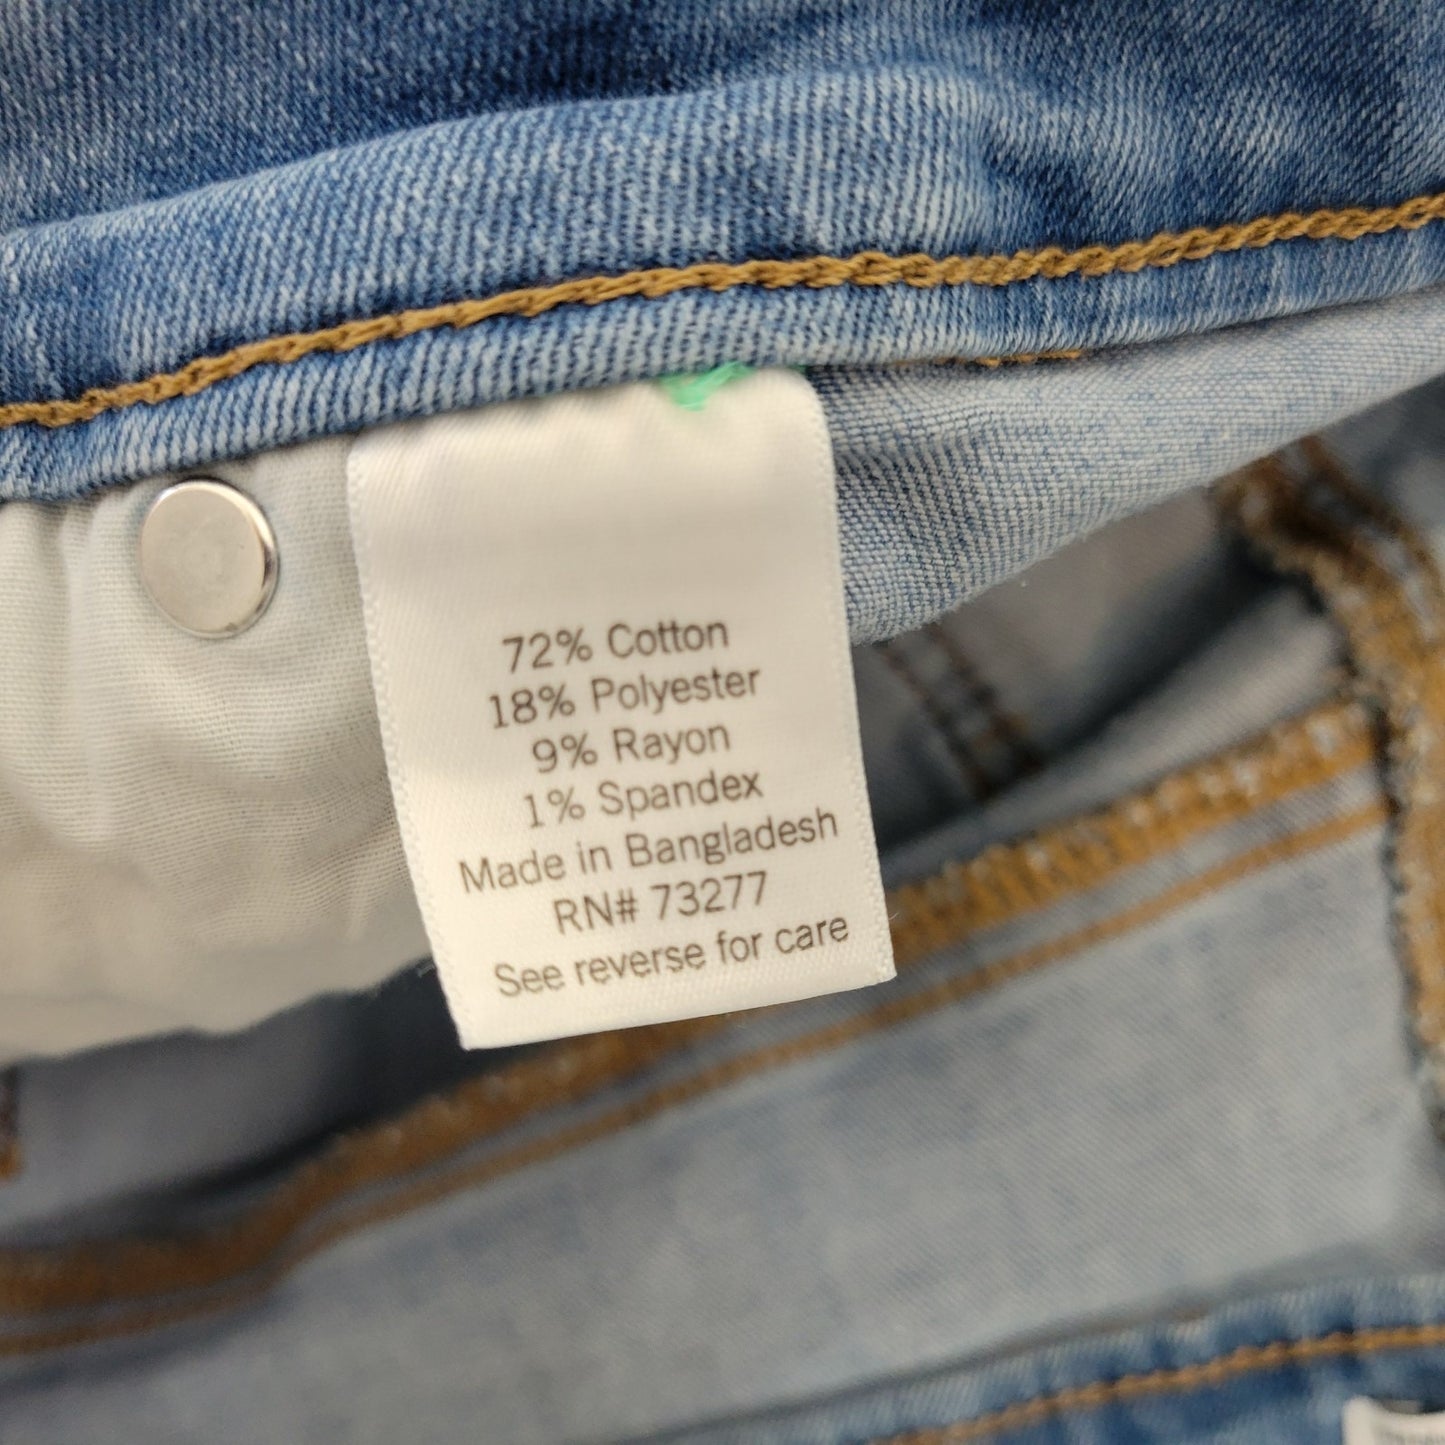 72% Cotton
18% Polyester
9% Rayon
1% Spandex
Made in Bangladesh
RN# 73277
See reverse for care